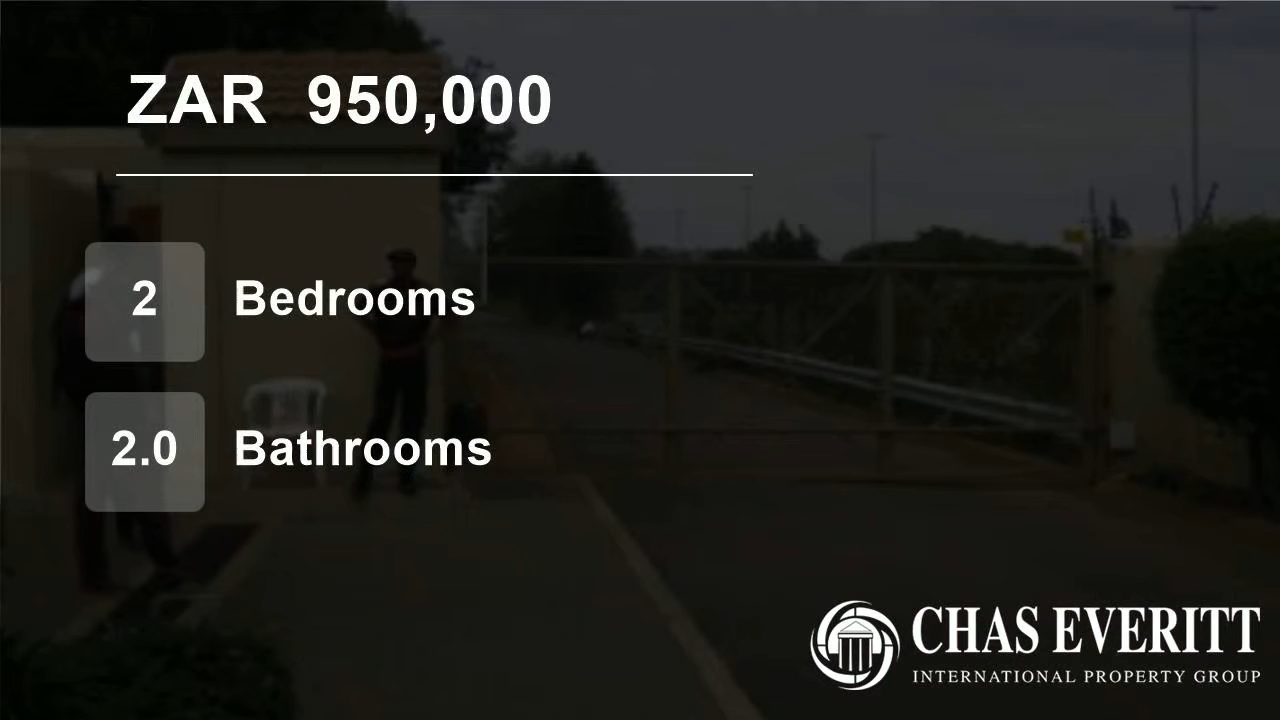 ZAR 950,000
2 Bedrooms
2.0 Bathrooms
CHAS EVERITT
INTERNATIONAL PROPERTY GROUP